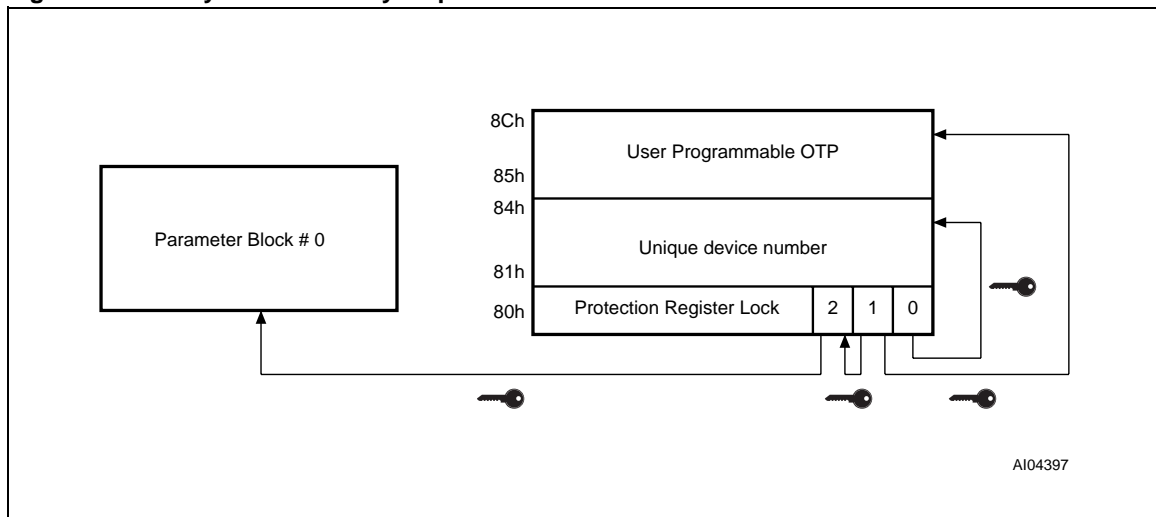 8Ch
User Programmable OTP
85h
84h
Parameter Block # 0
Unique device number
81h
80h
Protection Register Lock
2
1
0
AI04397